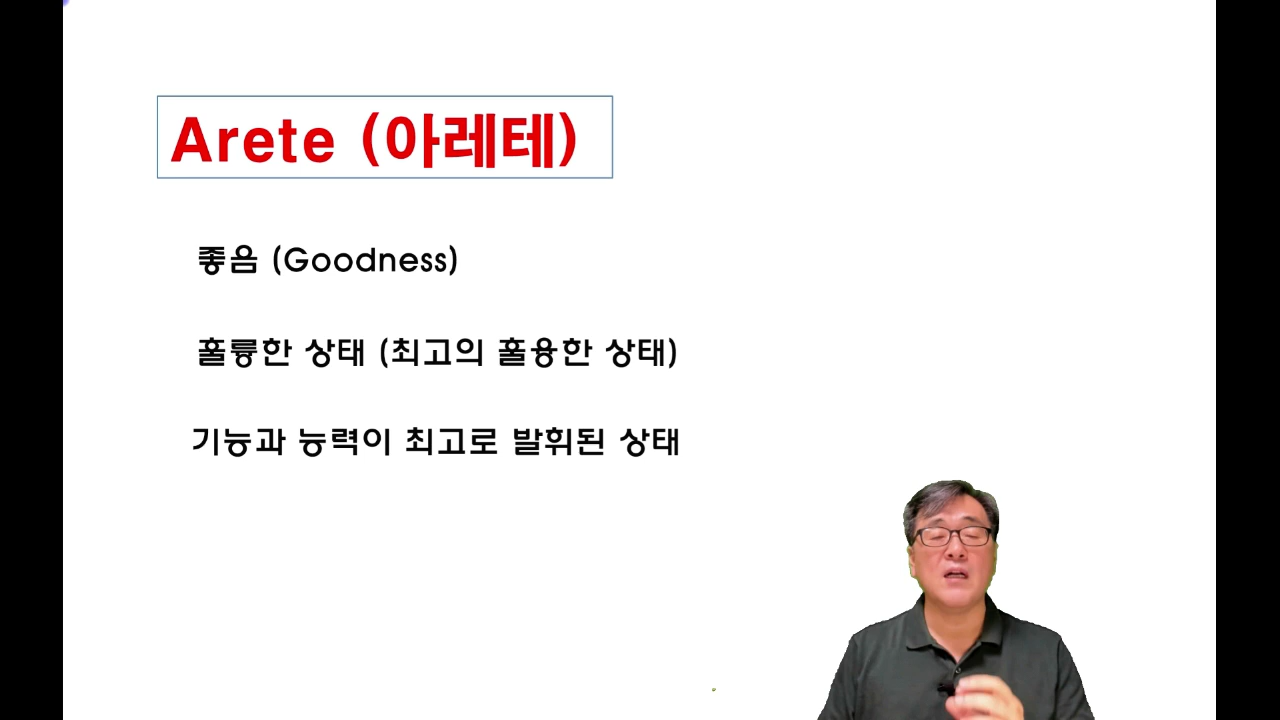 Arete (아레테)
좋음 (Goodness)
훌륭한 상태 (최고의 훌용한 상태)
기능과 능력이 최고로 발휘된 상태